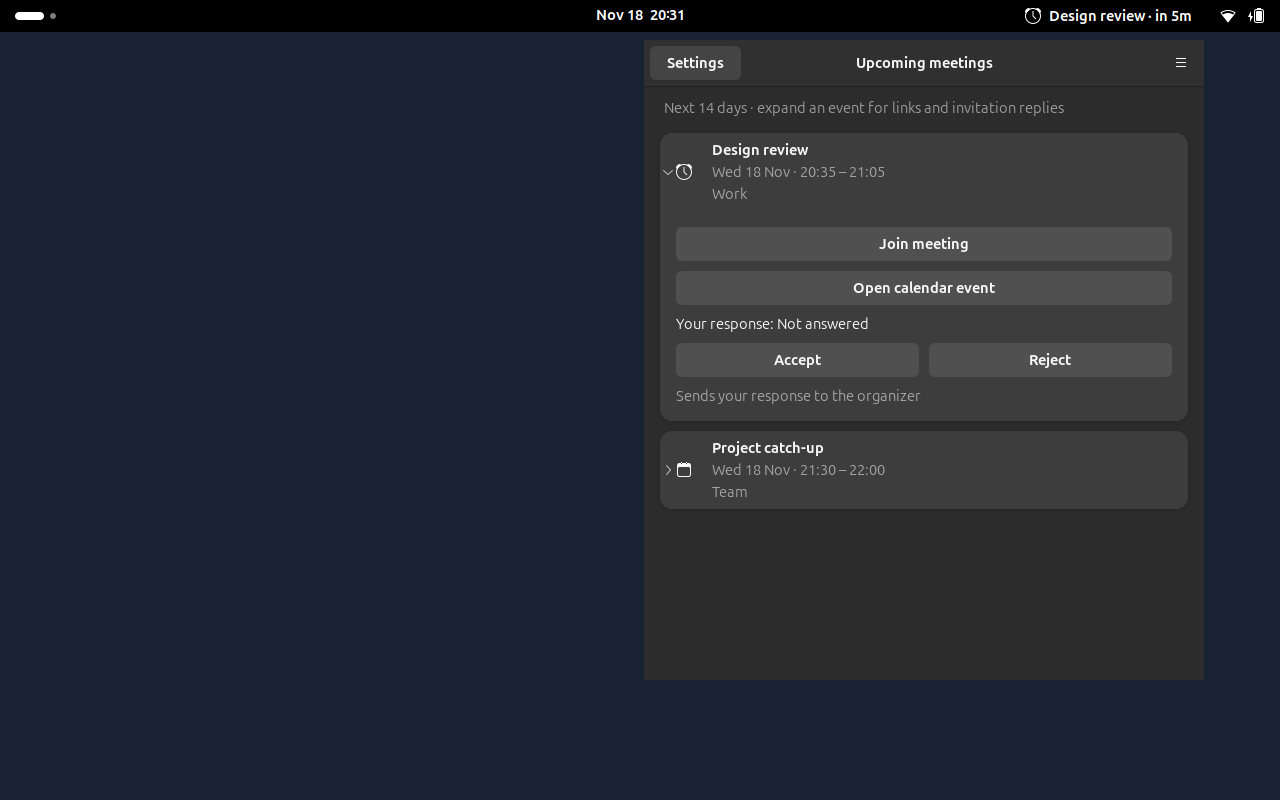 Nov 18 20:31
Design review · in 5m
Settings
Upcoming meetings
Next 14 days · expand an event for links and invitation replies
Design review
Wed 18 Nov · 20:35 – 21:05
Work
Join meeting
Open calendar event
Your response: Not answered
Accept
Reject
Sends your response to the organizer
Project catch-up
Wed 18 Nov · 21:30 – 22:00
Team